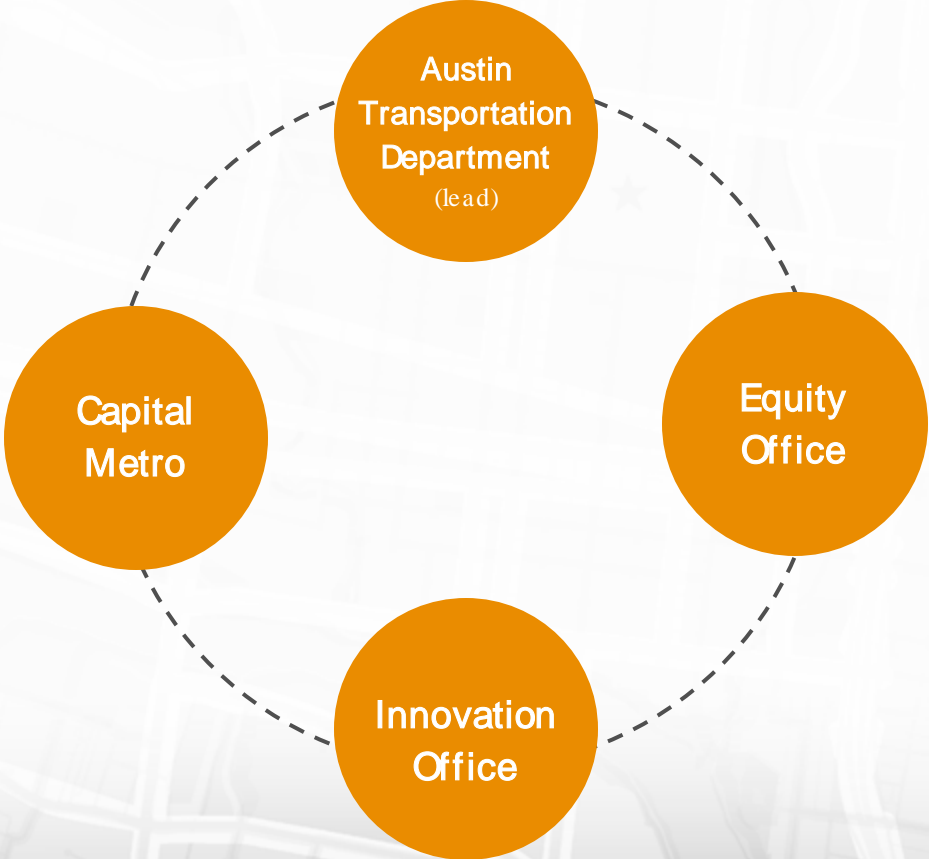 Austin
Transportation
Department
(lead)
Capital
Metro
Equity
Office
Innovation
Office